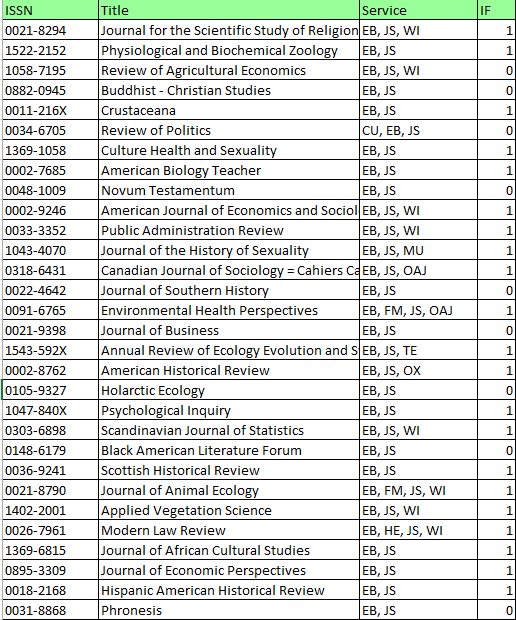 ISSN Title Service IF
0021-8294 Journal for the Scientific Study of Religion EB, JS, WI 1
1522-2152 Physiological and Biochemical Zoology EB, JS 1
1058-7195 Review of Agricultural Economics EB, JS, WI 0
0882-0945 Buddhist - Christian Studies EB, JS 0
0011-216X Crustaceana EB, JS 1
0034-6705 Review of Politics CU, EB, JS 0
1369-1058 Culture Health and Sexuality EB, JS 1
0002-7685 American Biology Teacher EB, JS 1
0048-1009 Novum Testamentum EB, JS 0
0002-9246 American Journal of Economics and Sociol EB, JS, WI 1
0033-3352 Public Administration Review EB, JS, WI 1
1043-4070 Journal of the History of Sexuality EB, JS, MU 1
0318-6431 Canadian Journal of Sociology = Cahiers Ca EB, JS, OAJ 1
0022-4642 Journal of Southern History EB, JS 0
0091-6765 Environmental Health Perspectives EB, FM, JS, OAJ 1
0021-9398 Journal of Business EB, JS 0
1543-592X Annual Review of Ecology Evolution and S EB, JS, TE 1
0002-8762 American Historical Review EB, JS, OX 1
0105-9327 Holarctic Ecology EB, JS 0
1047-840X Psychological Inquiry EB, JS 1
0303-6898 Scandinavian Journal of Statistics EB, JS, WI 1
0148-6179 Black American Literature Forum EB, JS 0
0036-9241 Scottish Historical Review EB, JS 1
0021-8790 Journal of Animal Ecology EB, FM, JS, WI 1
1402-2001 Applied Vegetation Science EB, JS, WI 1
0026-7961 Modern Law Review EB, HE, JS, WI 1
1369-6815 Journal of African Cultural Studies EB, JS 1
0895-3309 Journal of Economic Perspectives EB, JS 1
0018-2168 Hispanic American Historical Review EB, JS 1
0031-8868 Phronesis EB, JS 0